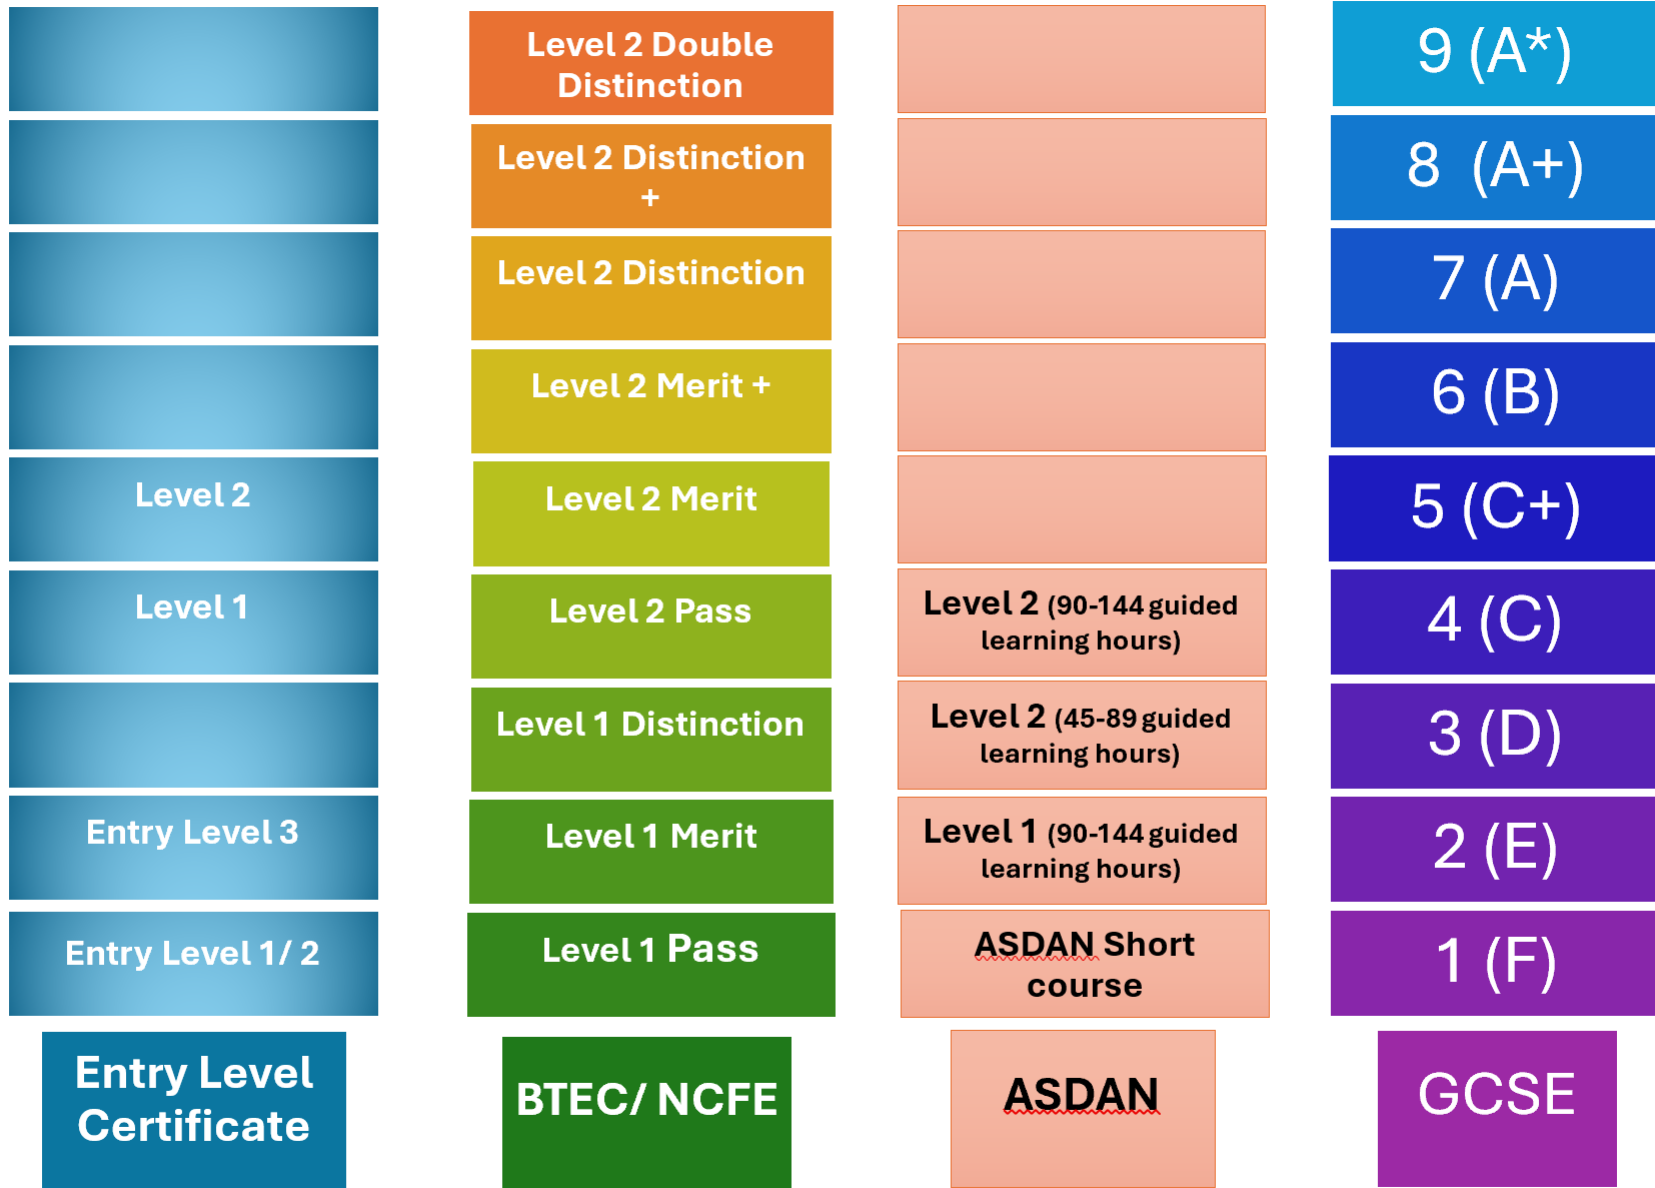 Level 2 Double
Distinction
9 (A*)
Level 2 Distinction
+
8 (A+)
Level 2 Distinction
7 (A)
Level 2 Merit +
6 (B)
Level 2
Level 2 Merit
5 (C+)
Level 1
Level 2 Pass
Level 2 (90-144 guided
learning hours)
4 (C)
Level 1 Distinction
Level 2 (45-89 guided
learning hours)
3 (D)
Entry Level 3
Level 1 Merit
Level 1 (90-144 guided
learning hours)
2 (E)
Entry Level 1/ 2
Level 1 Pass
ASDAN Short
course
1 (F)
Entry Level
Certificate
BTEC/ NCFE
ASDAN
GCSE